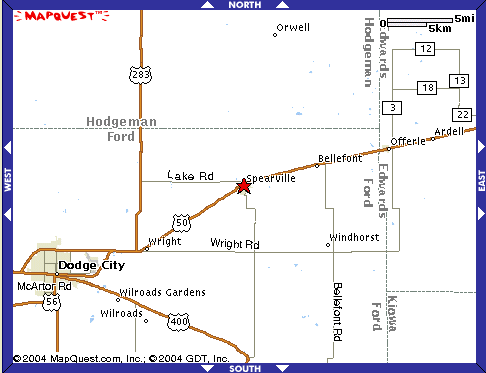 NORTH
MAPQUEST™
Orwell
0 5mi
5km
12
283
Hodgeman
Edwards
13
18
3
22
Hodgeman
Ford
Ardell
Offerle
Bellefont
WEST
EAST
Lake Rd
Spearville
Edwards
Ford
50
Wright
Wright Rd
Windhorst
Dodge City
McArtor Rd
Wilroads Gardens
Bellefont Rd
56
Wilroads
400
Kiowa
Ford
©2004 MapQuest.com, Inc.; ©2004 GDT, Inc.
SOUTH